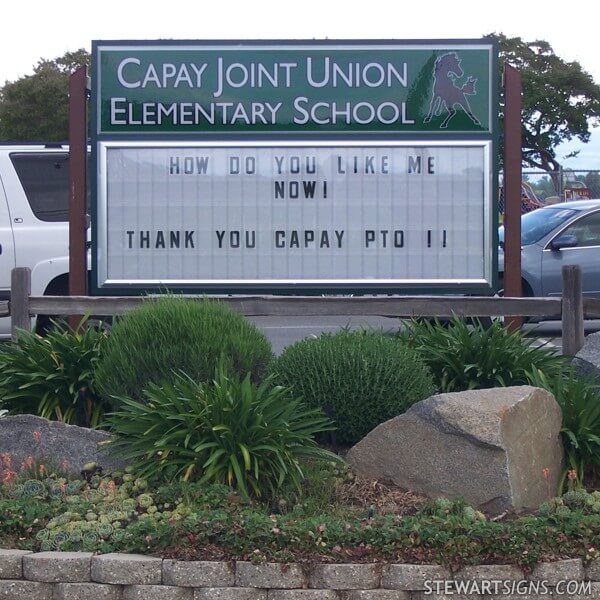 CAPAY JOINT UNION
ELEMENTARY SCHOOL
HOW DO YOU LIKE ME
NOW!
THANK YOU CAPAY PTO !!
STEWARTSIGNS.COM